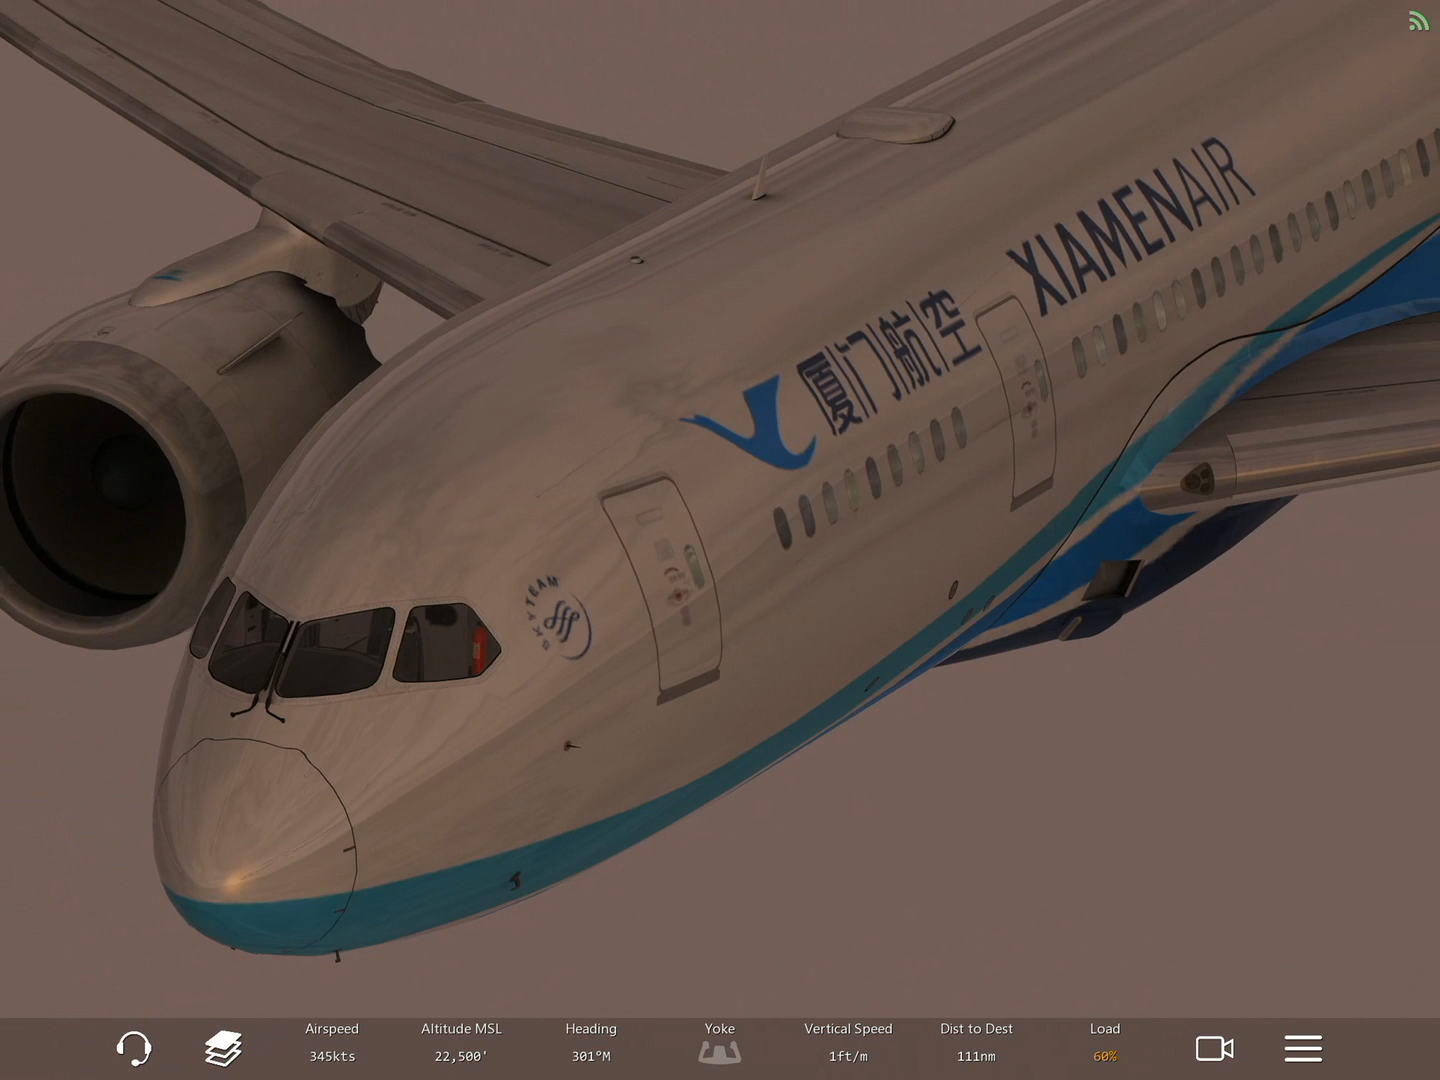 XIAMENAIR
厦门航空
SKYTEAM
Airspeed
345kts
Altitude MSL
22,500'
Heading
301°M
Yoke
Vertical Speed
1ft/m
Dist to Dest
111nm
Load
60%